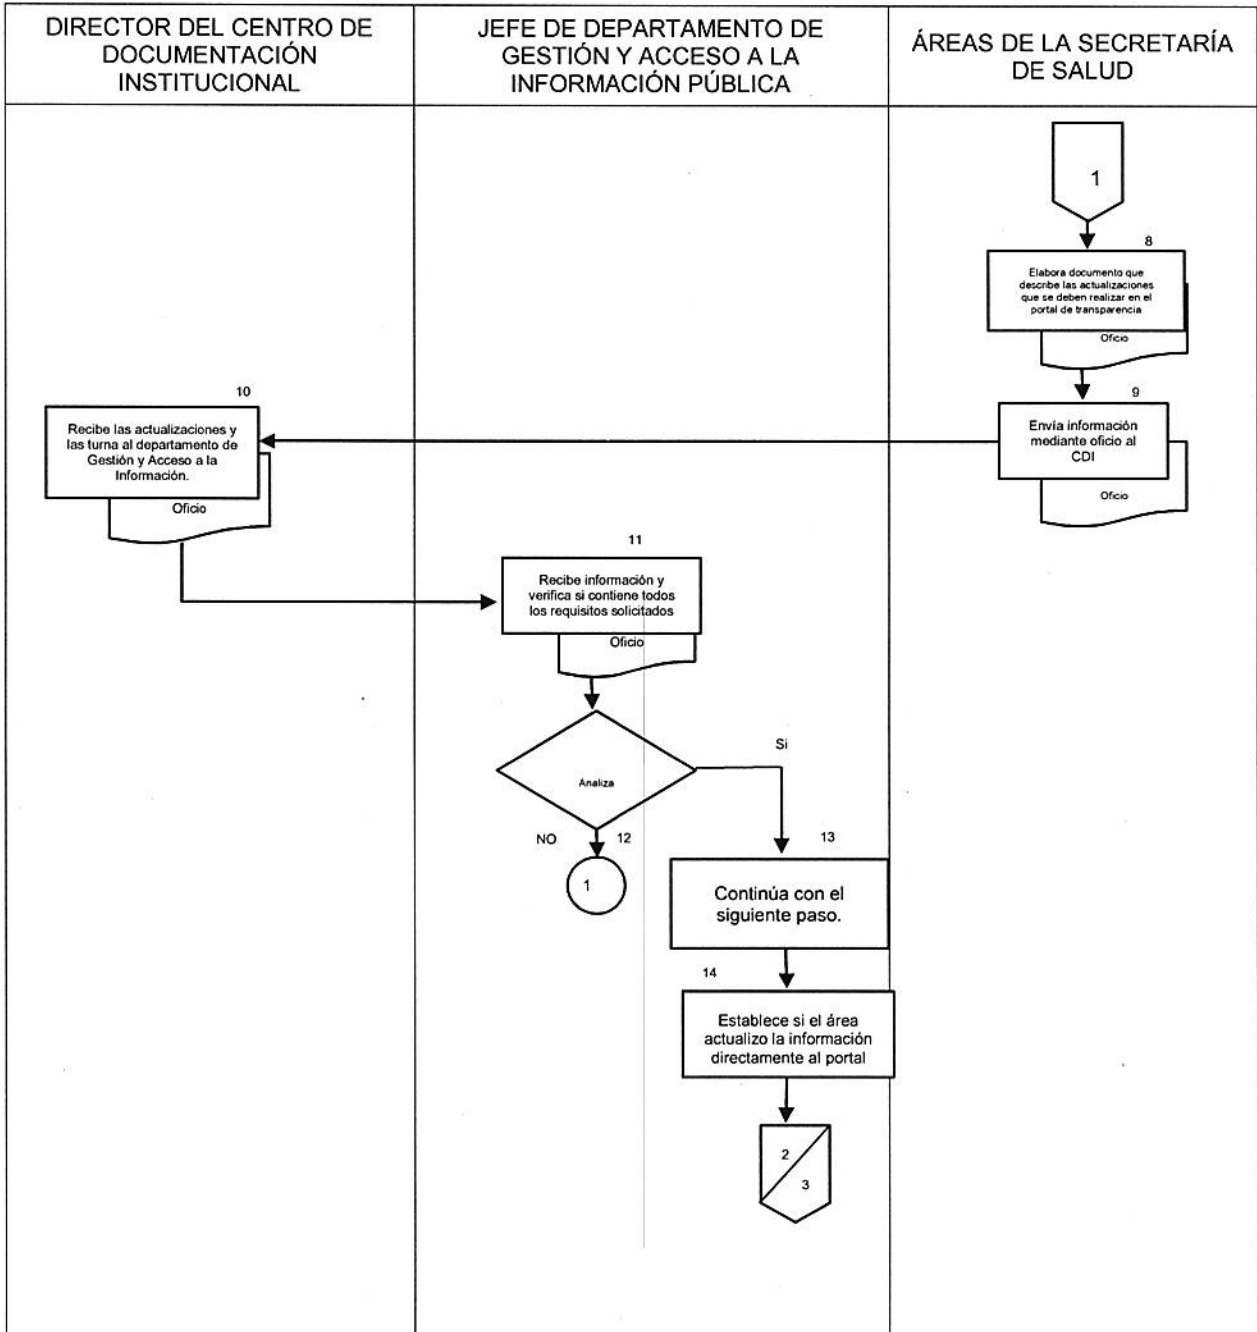 DIRECTOR DEL CENTRO DE
DOCUMENTACIÓN
INSTITUCIONAL
JEFE DE DEPARTAMENTO DE
GESTIÓN Y ACCESO A LA
INFORMACIÓN PÚBLICA
ÁREAS DE LA SECRETARÍA
DE SALUD
1
8
Elabora documento que
describe las actualizaciones
que se deben realizar en el
portal de transparencia
Oficio
9
Envía información
mediante oficio al
CDI
Oficio
10
Recibe las actualizaciones y
las turna al departamento de
Gestión y Acceso a la
Información.
Oficio
11
Recibe información y
verifica si contiene todos
los requisitos solicitados
Oficio
Analiza
Si
NO
12
1
13
Continúa con el
siguiente paso.
14
Establece si el área
actualizo la información
directamente al portal
2
3